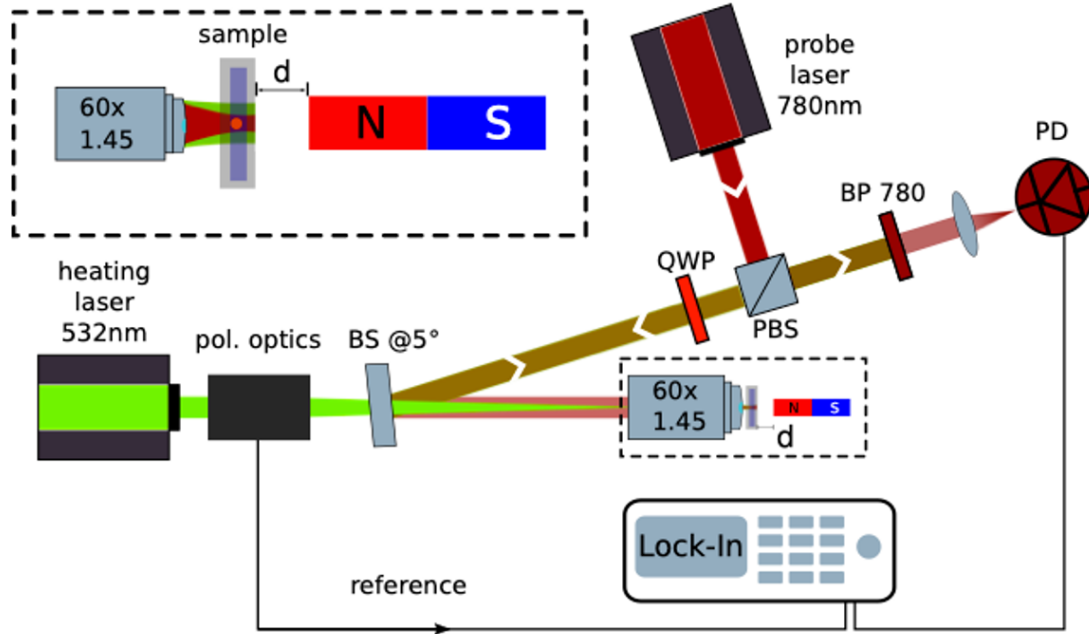 sample
d
60x
1.45
N S
probe
laser
780nm
PD
BP 780
QWP
PBS
heating
laser
532nm
pol. optics
BS @5°
60x
1.45
N S
d
Lock-In
reference